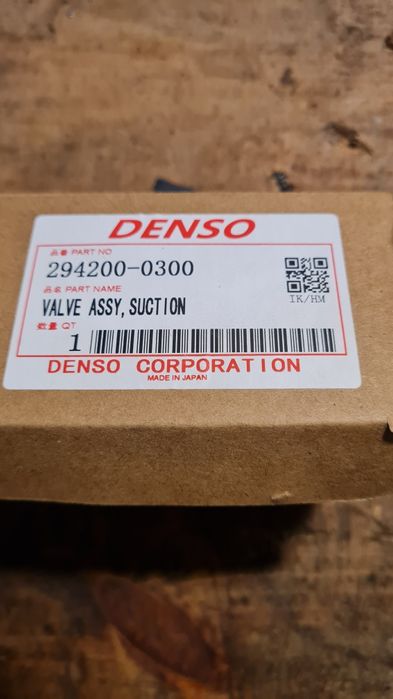 DENSO
品番 PART NO
294200-0300
品名 PART NAME
IK/HM
VALVE ASSY,SUCTION
数量 QT
1
DENSO CORPORATION
MADE IN JAPAN